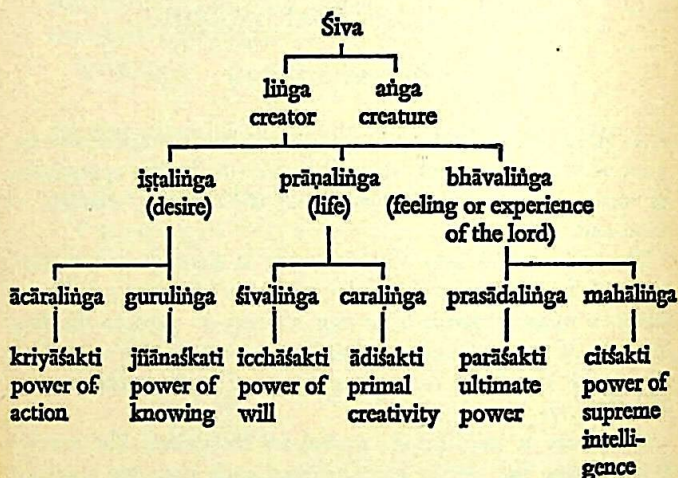 Śiva
liṅga aṅga
creator creature
iṣṭaliṅga prāṇaliṅga bhāvaliṅga
(desire) (life) (feeling or experience
of the lord)
ācāraliṅga guruliṅga śivaliṅga caraliṅga prasādaliṅga mahāliṅga
kriyāśakti jñānaśkati icchāśakti ādiśakti parāśakti citśakti
power of power of power of primal ultimate power of
action knowing will creativity power supreme
intelli-
gence